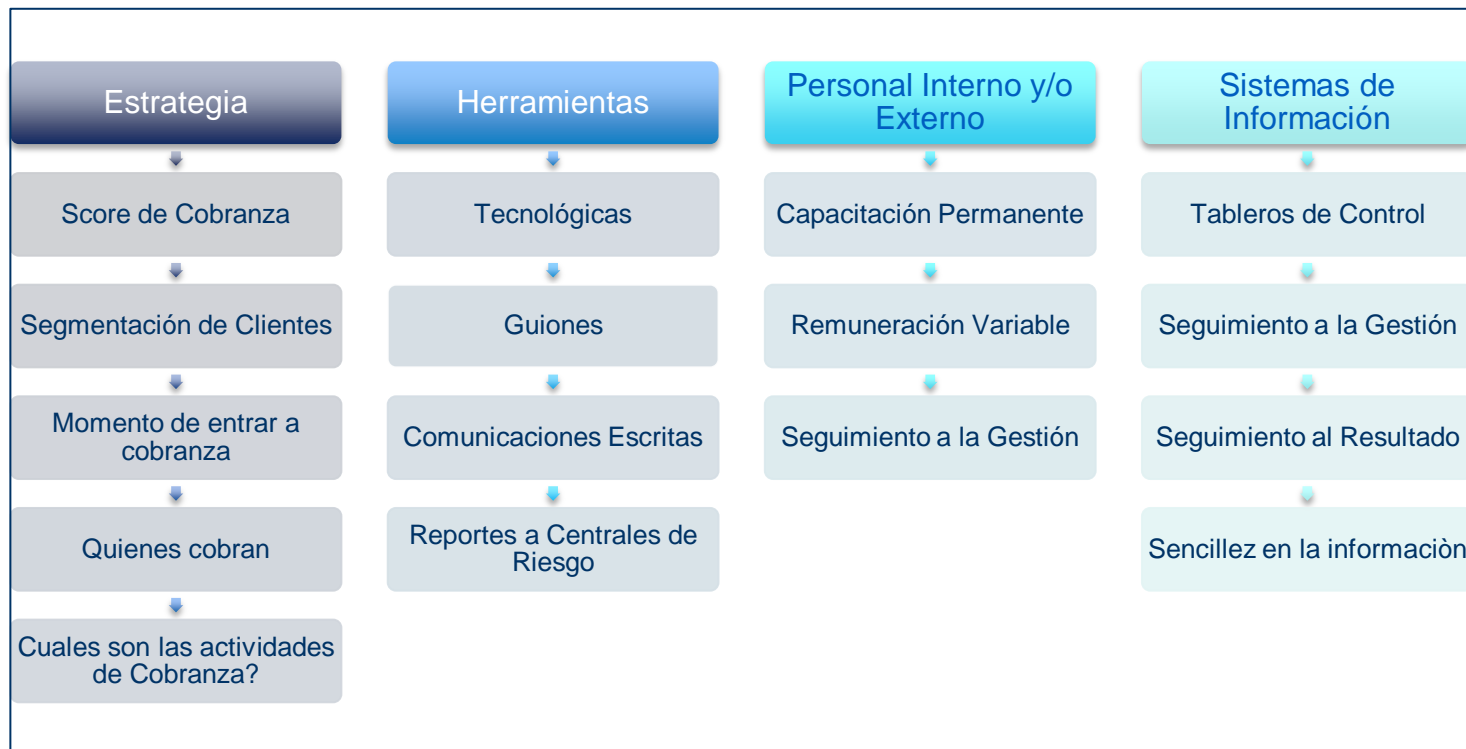 Estrategia
Score de Cobranza
Segmentación de Clientes
Momento de entrar a
cobranza
Quienes cobran
Cuales son las actividades
de Cobranza?
Herramientas
Tecnológicas
Guiones
Comunicaciones Escritas
Reportes a Centrales de
Riesgo
Personal Interno y/o
Externo
Capacitación Permanente
Remuneración Variable
Seguimiento a la Gestión
Sistemas de
Información
Tableros de Control
Seguimiento a la Gestión
Seguimiento al Resultado
Sencillez en la informaciòn